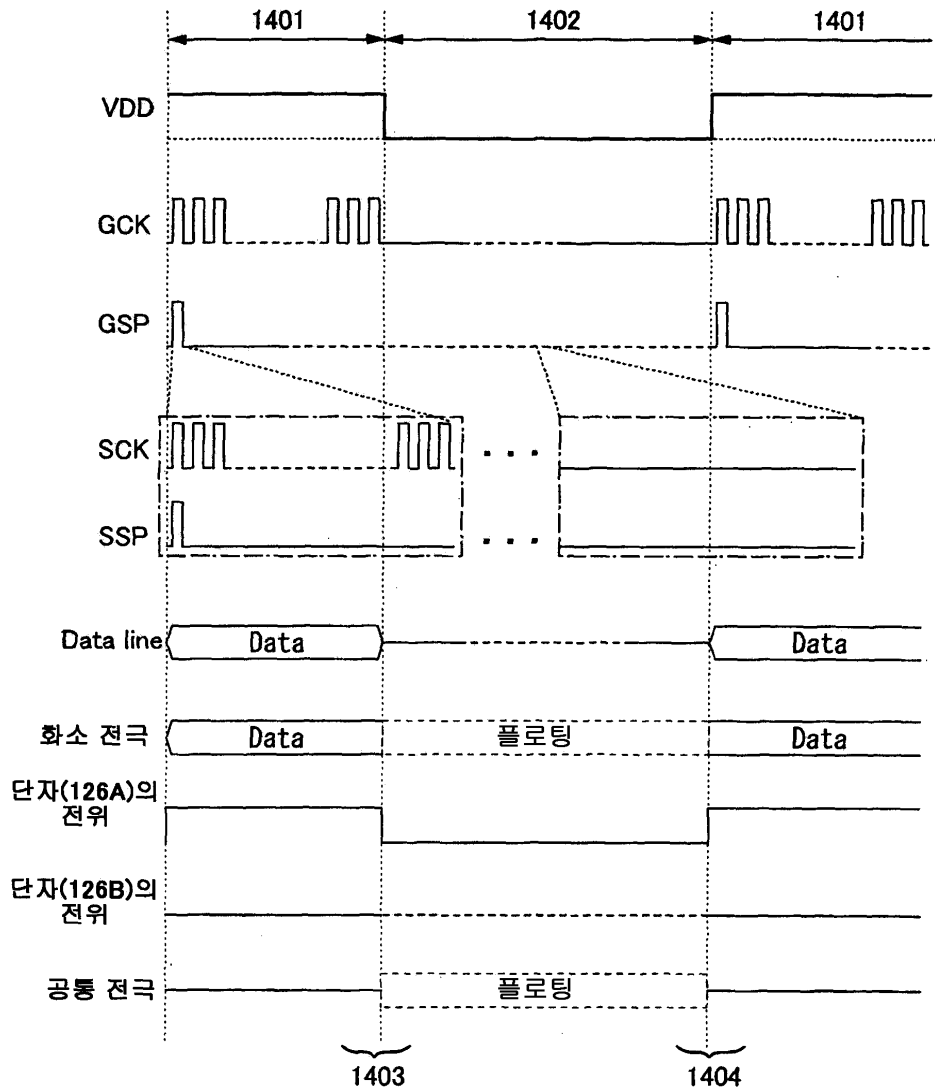 1401 1402 1401
VDD
GCK
GSP
SCK
SSP
Data line Data Data
화소 전극 Data 플로팅 Data
단자(126A)의
전위
단자(126B)의
전위
공통 전극 플로팅
1403 1404